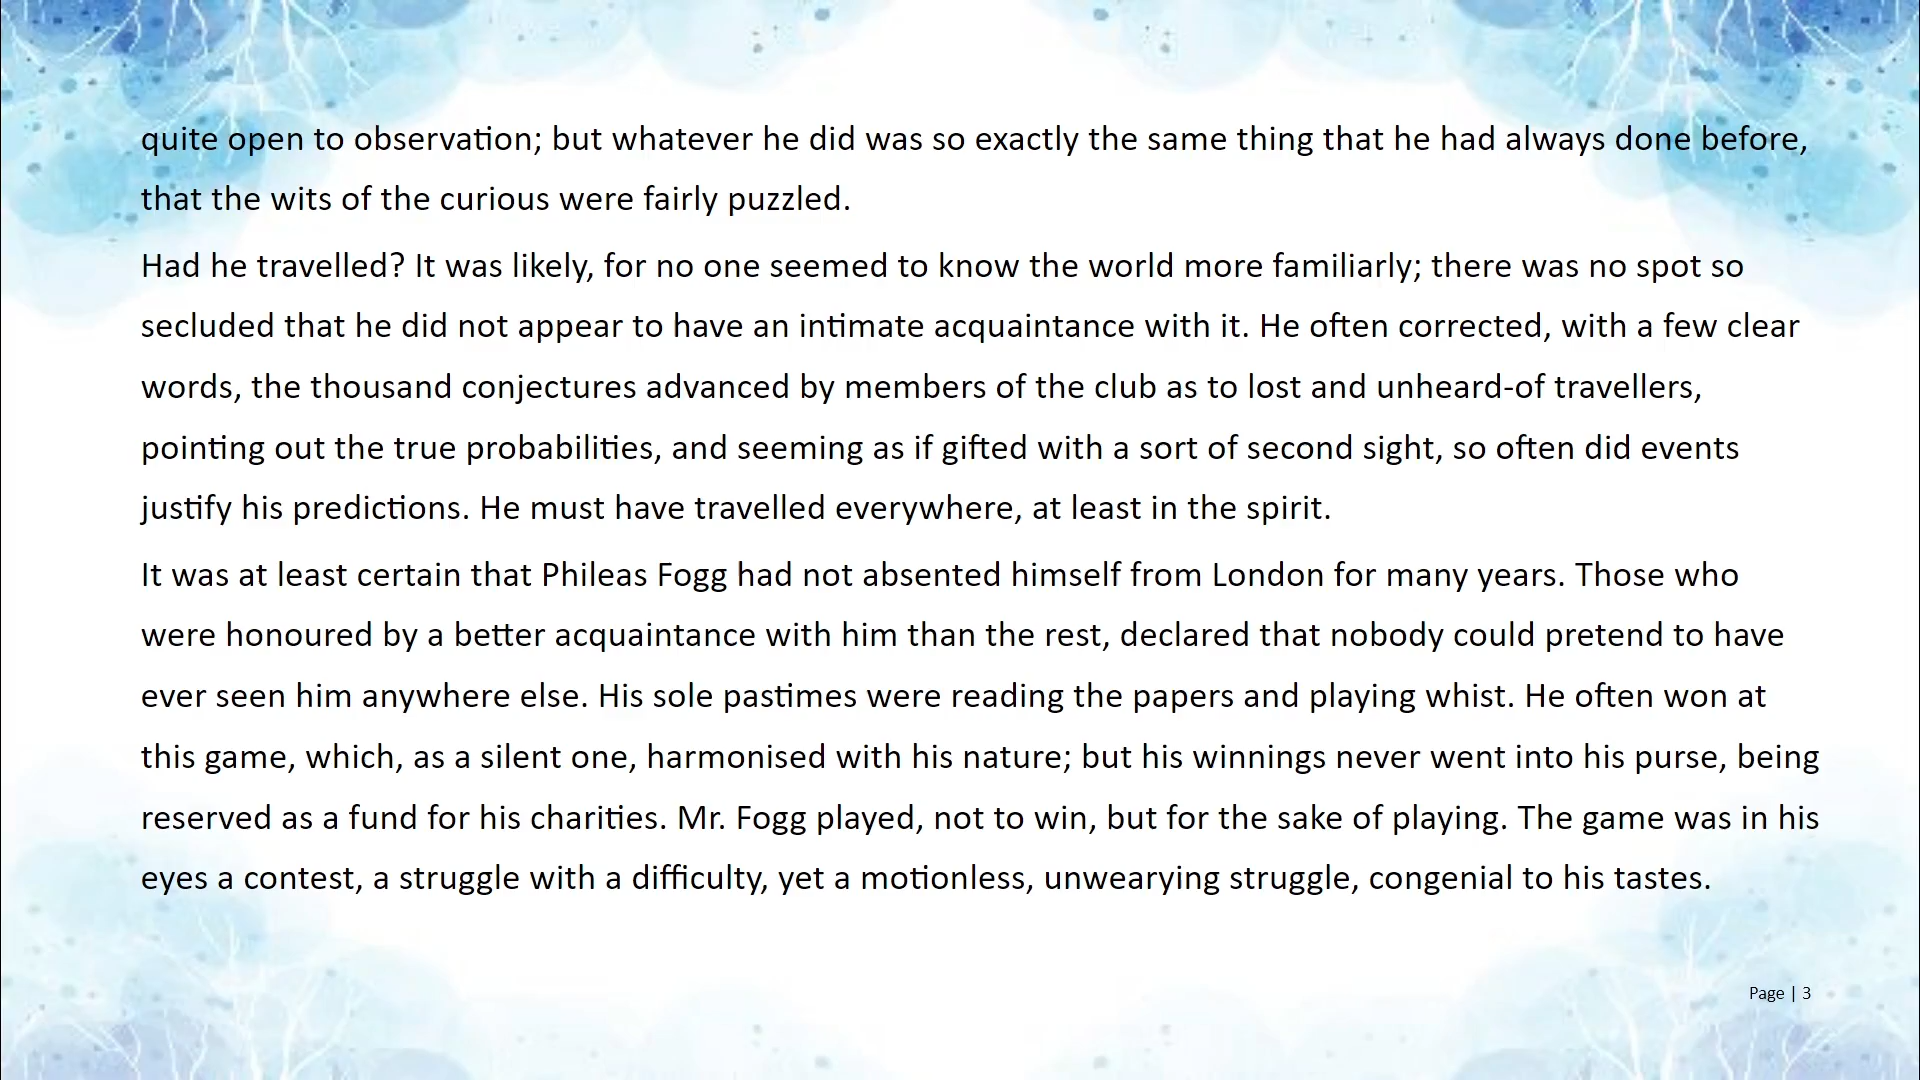 quite open to observation; but whatever he did was so exactly the same thing that he had always done before,
that the wits of the curious were fairly puzzled.
Had he travelled? It was likely, for no one seemed to know the world more familiarly; there was no spot so
secluded that he did not appear to have an intimate acquaintance with it. He often corrected, with a few clear
words, the thousand conjectures advanced by members of the club as to lost and unheard-of travellers,
pointing out the true probabilities, and seeming as if gifted with a sort of second sight, so often did events
justify his predictions. He must have travelled everywhere, at least in the spirit.
It was at least certain that Phileas Fogg had not absented himself from London for many years. Those who
were honoured by a better acquaintance with him than the rest, declared that nobody could pretend to have
ever seen him anywhere else. His sole pastimes were reading the papers and playing whist. He often won at
this game, which, as a silent one, harmonised with his nature; but his winnings never went into his purse, being
reserved as a fund for his charities. Mr. Fogg played, not to win, but for the sake of playing. The game was in his
eyes a contest, a struggle with a difficulty, yet a motionless, unwearying struggle, congenial to his tastes.
Page | 3